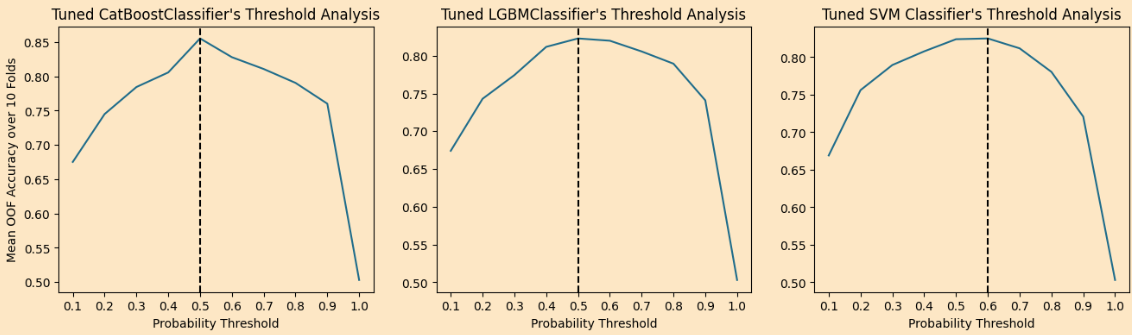 Tuned CatBoostClassifier's Threshold Analysis
Mean OOF Accuracy over 10 Folds
0.85
0.80
0.75
0.70
0.65
0.60
0.55
0.50
0.1 0.2 0.3 0.4 0.5 0.6 0.7 0.8 0.9 1.0
Probability Threshold
Tuned LGBMClassifier's Threshold Analysis
0.80
0.75
0.70
0.65
0.60
0.55
0.50
0.1 0.2 0.3 0.4 0.5 0.6 0.7 0.8 0.9 1.0
Probability Threshold
Tuned SVM Classifier's Threshold Analysis
0.80
0.75
0.70
0.65
0.60
0.55
0.50
0.1 0.2 0.3 0.4 0.5 0.6 0.7 0.8 0.9 1.0
Probability Threshold